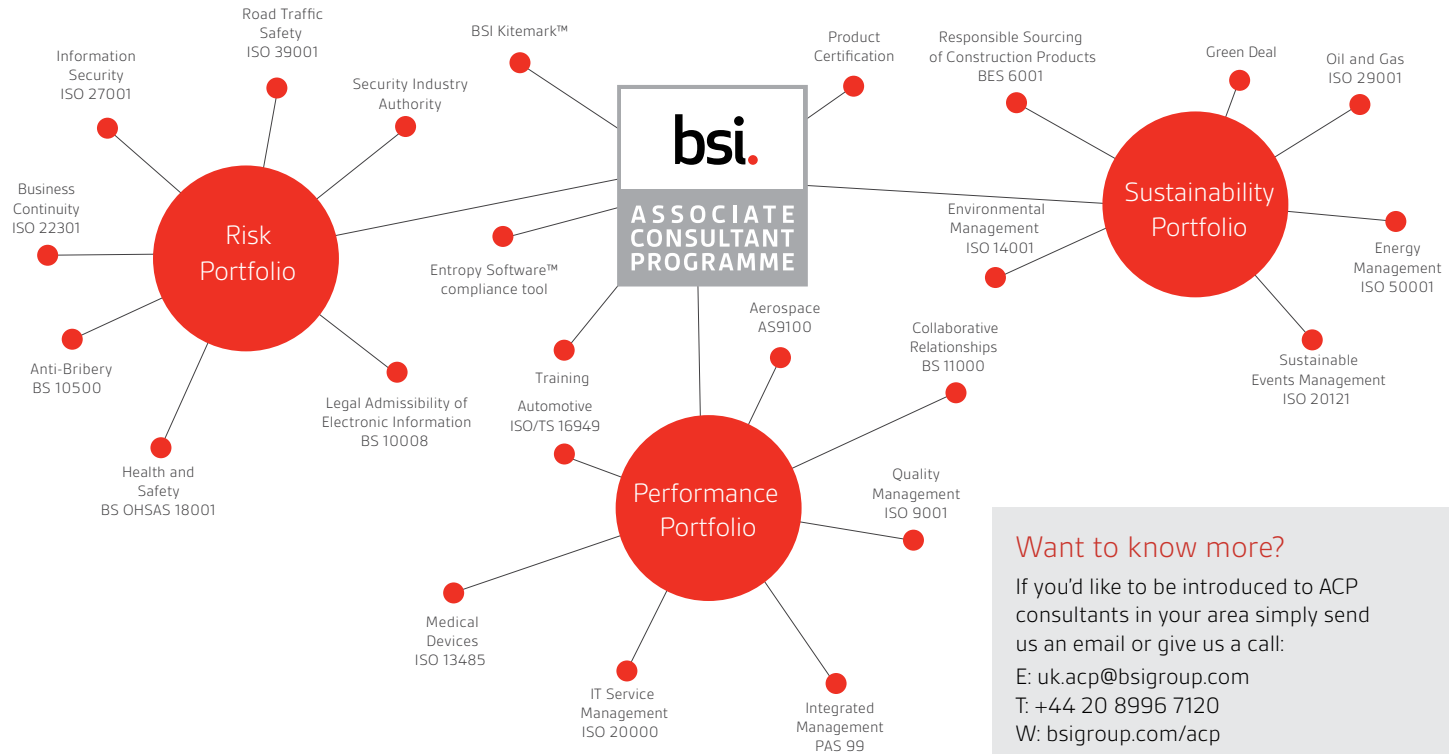 Road Traffic
Safety
ISO 39001
Information
Security
ISO 27001
Security Industry
Authority
Business
Continuity
ISO 22301
Risk
Portfolio
Anti-Bribery
BS 10500
Health and
Safety
BS OHSAS 18001
Legal Admissibility of
Electronic Information
BS 10008
BSI Kitemark™
Product
Certification
bsi.
ASSOCIATE
CONSULTANT
PROGRAMME
Entropy Software™
compliance tool
Training
Responsible Sourcing
of Construction Products
BES 6001
Green Deal
Oil and Gas
ISO 29001
Sustainability
Portfolio
Environmental
Management
ISO 14001
Energy
Management
ISO 50001
Sustainable
Events Management
ISO 20121
Aerospace
AS9100
Collaborative
Relationships
BS 11000
Automotive
ISO/TS 16949
Performance
Portfolio
Quality
Management
ISO 9001
Medical
Devices
ISO 13485
IT Service
Management
ISO 20000
Integrated
Management
PAS 99
Want to know more?
If you'd like to be introduced to ACP
consultants in your area simply send
us an email or give us a call:
E: uk.acp@bsigroup.com
T: +44 20 8996 7120
W: bsigroup.com/acp